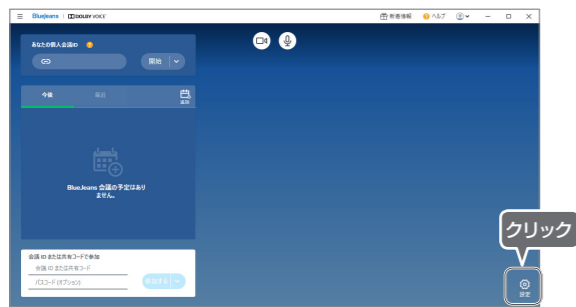 BlueJeans | DOLBY VOICE
新着情報
ヘルプ
あなたの個人会議ID
開始
今後
最近
追加
BlueJeans 会議の予定はあり
ません。
会議 ID または共有コードで参加
会議 ID または共有コード
パスコード (オプション)
参加する
クリック
設定